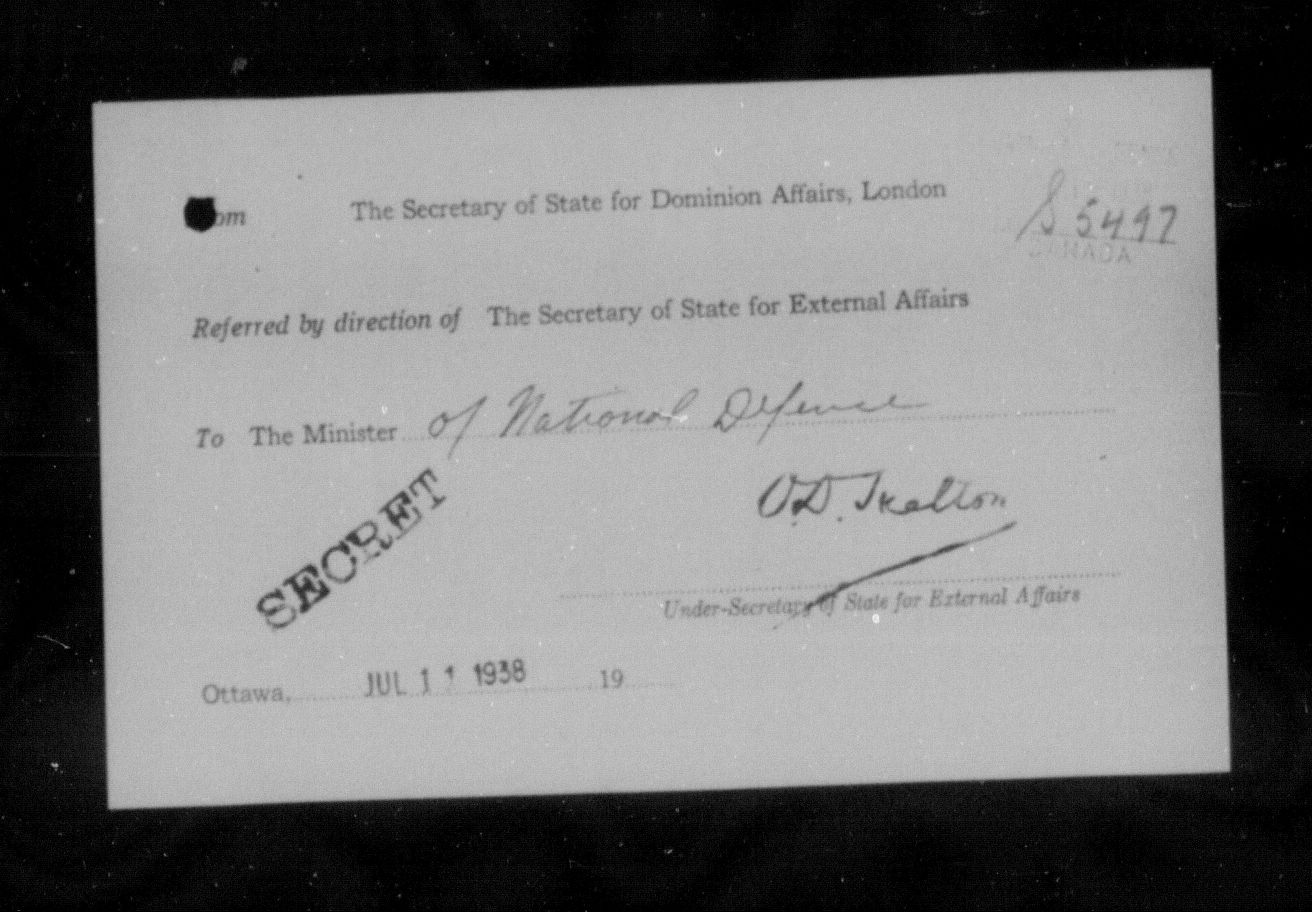 om The Secretary of State for Dominion Affairs, London
S 5497
CANADA
Referred by direction of The Secretary of State for External Affairs
To The Minister of National Defence
SECRET
O.D. Skelton
Under-Secretary of State for External Affairs
Ottawa, JUL 11 1938 19